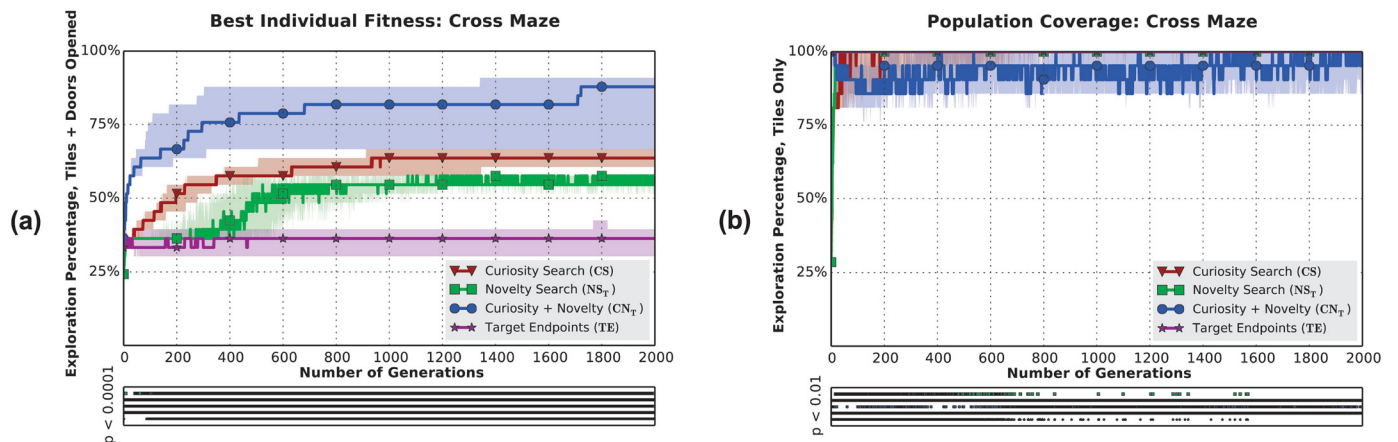 Best Individual Fitness: Cross Maze
(a)
Exploration Percentage, Tiles + Doors Opened
100%
75%
50%
25%
Curiosity Search (CS)
Novelty Search (NS_T)
Curiosity + Novelty (CN_T)
Target Endpoints (TE)
0 200 400 600 800 1000 1200 1400 1600 1800 2000
Number of Generations
p < 0.0001
Population Coverage: Cross Maze
(b)
Exploration Percentage, Tiles Only
100%
75%
50%
25%
Curiosity Search (CS)
Novelty Search (NS_T)
Curiosity + Novelty (CN_T)
Target Endpoints (TE)
0 200 400 600 800 1000 1200 1400 1600 1800 2000
Number of Generations
p < 0.01